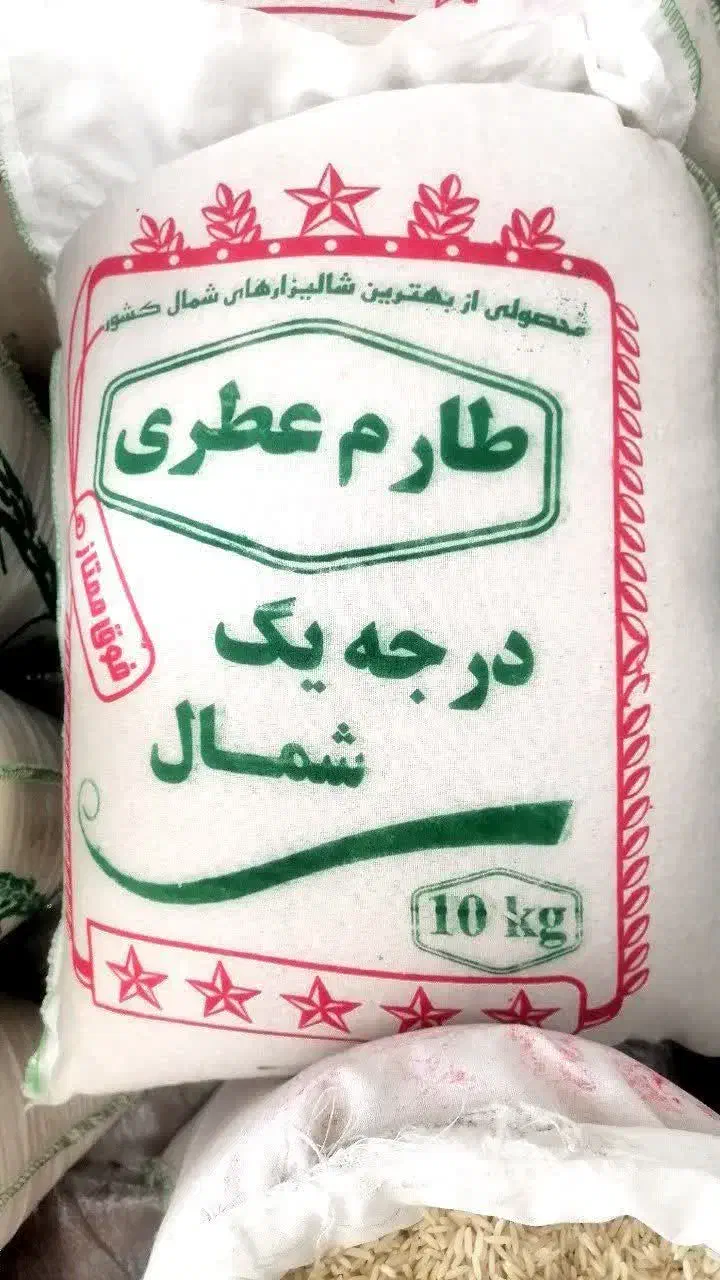 محصولی از بهترین شالیزارهای شمال کشور
طارم عطری
فوق ممتاز
درجه یک
شمال
10 kg